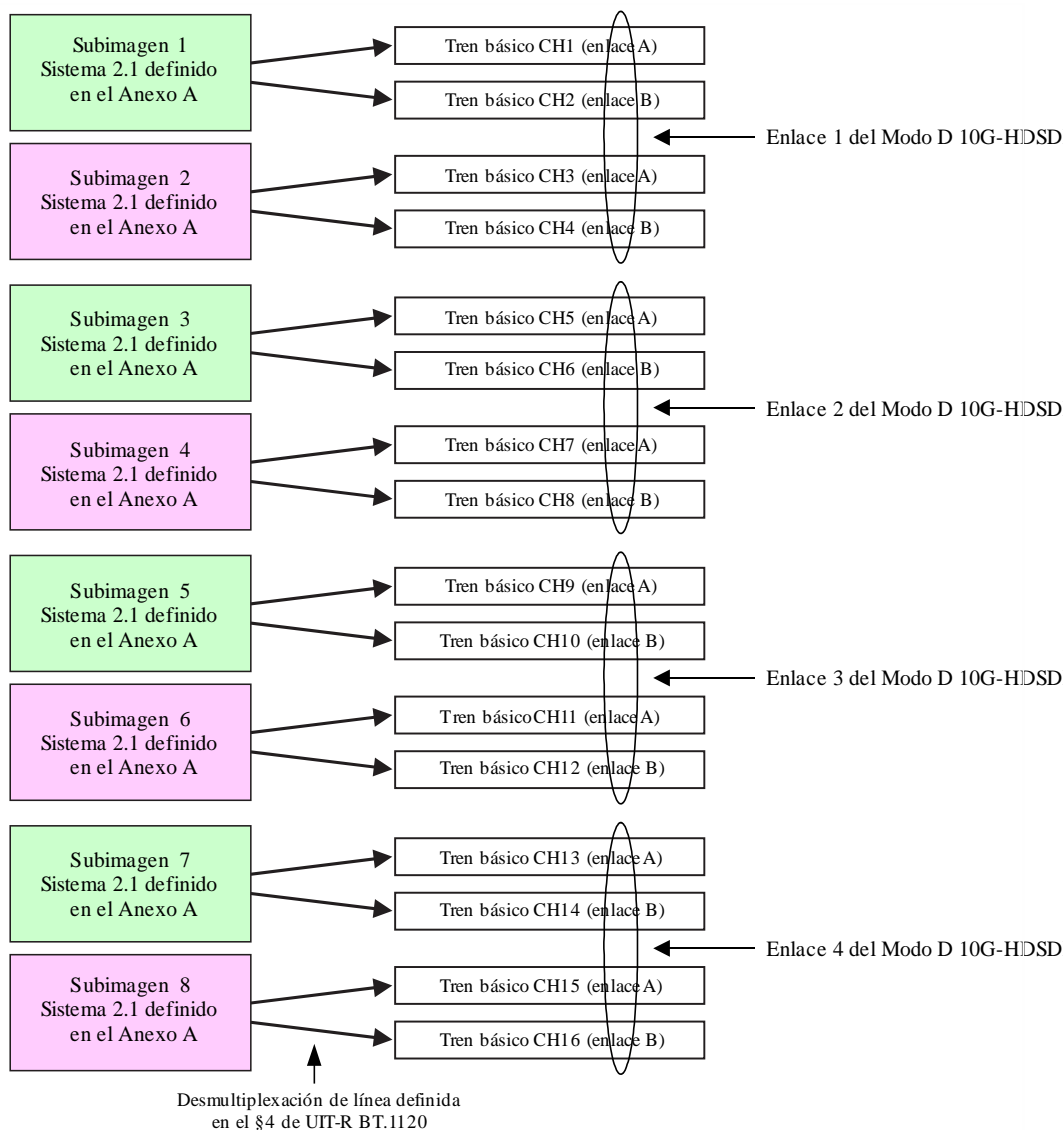 Subimagen 1
Sistema 2.1 definido
en el Anexo A
Tren básico CH1 (enlace A)
Tren básico CH2 (enlace B)
Enlace 1 del Modo D 10G-HDSD
Subimagen 2
Sistema 2.1 definido
en el Anexo A
Tren básico CH3 (enlace A)
Tren básico CH4 (enlace B)
Subimagen 3
Sistema 2.1 definido
en el Anexo A
Tren básico CH5 (enlace A)
Tren básico CH6 (enlace B)
Enlace 2 del Modo D 10G-HDSD
Subimagen 4
Sistema 2.1 definido
en el Anexo A
Tren básico CH7 (enlace A)
Tren básico CH8 (enlace B)
Subimagen 5
Sistema 2.1 definido
en el Anexo A
Tren básico CH9 (enlace A)
Tren básico CH10 (enlace B)
Enlace 3 del Modo D 10G-HDSD
Subimagen 6
Sistema 2.1 definido
en el Anexo A
Tren básico CH11 (enlace A)
Tren básico CH12 (enlace B)
Subimagen 7
Sistema 2.1 definido
en el Anexo A
Tren básico CH13 (enlace A)
Tren básico CH14 (enlace B)
Enlace 4 del Modo D 10G-HDSD
Subimagen 8
Sistema 2.1 definido
en el Anexo A
Tren básico CH15 (enlace A)
Tren básico CH16 (enlace B)
Desmultiplexación de línea definida
en el §4 de UIT-R BT.1120